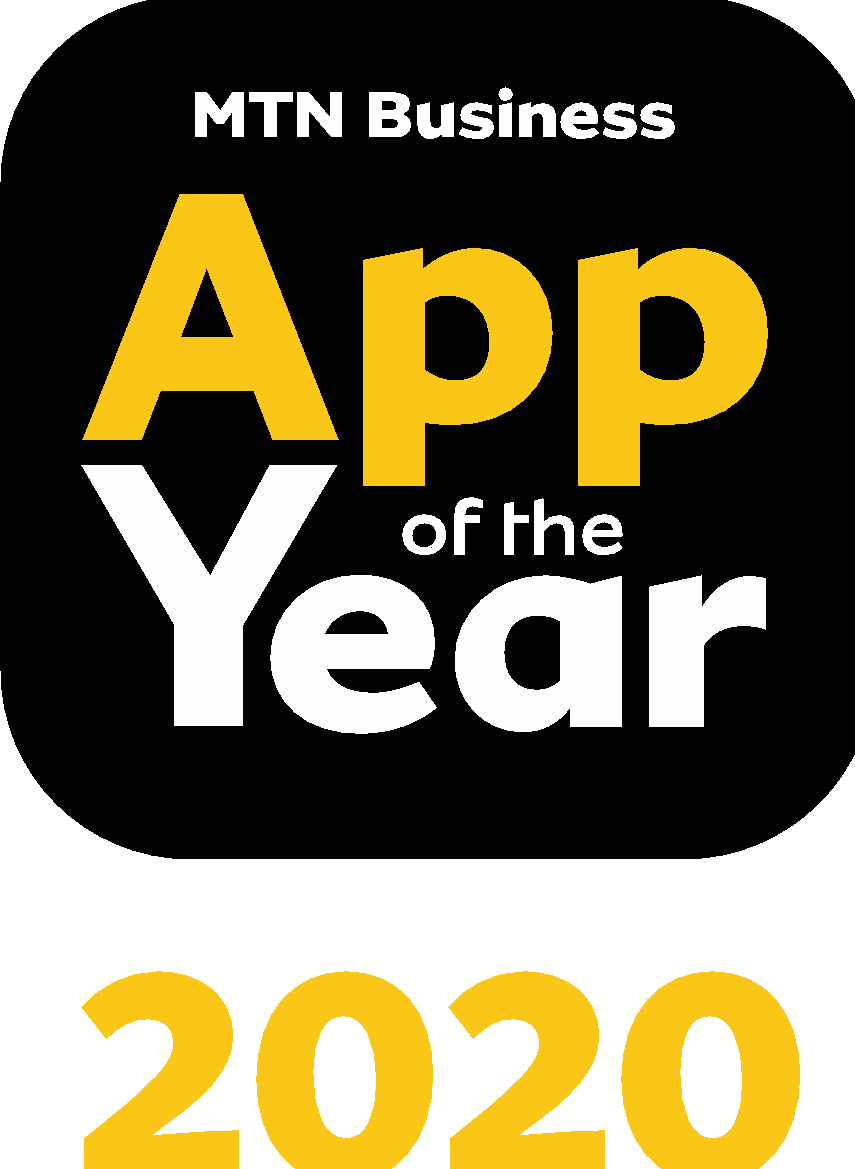 MTN Business
App
of the
Year
2020